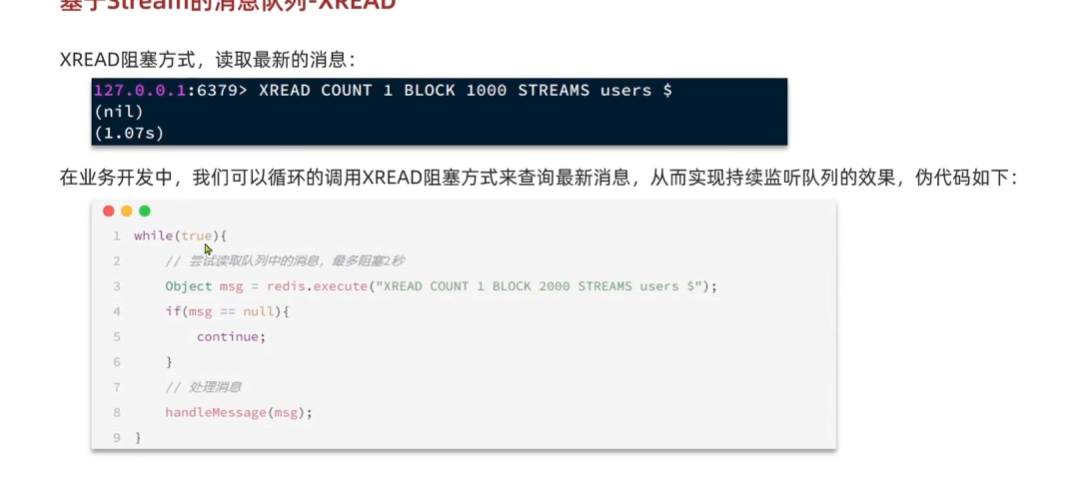 基于Stream的消息队列-XREAD
XREAD阻塞方式，读取最新的消息：
127.0.0.1:6379> XREAD COUNT 1 BLOCK 1000 STREAMS users $
(nil)
(1.07s)
在业务开发中，我们可以循环的调用XREAD阻塞方式来查询最新消息，从而实现持续监听队列的效果，伪代码如下：
1 while(true){
2 // 尝试读取队列中的消息，最多阻塞2秒
3 Object msg = redis.execute("XREAD COUNT 1 BLOCK 2000 STREAMS users $");
4 if(msg == null){
5 continue;
6 }
7 // 处理消息
8 handleMessage(msg);
9 }